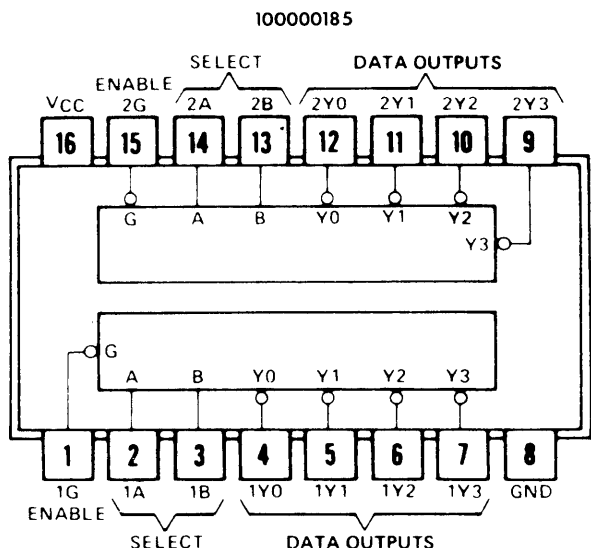 100000185
SELECT DATA OUTPUTS
ENABLE
VCC 2G 2A 2B 2Y0 2Y1 2Y2 2Y3
16 15 14 13 12 11 10 9
G A B Y0 Y1 Y2
Y3
G
A B Y0 Y1 Y2 Y3
1 2 3 4 5 6 7 8
1G 1A 1B 1Y0 1Y1 1Y2 1Y3 GND
ENABLE
SELECT DATA OUTPUTS